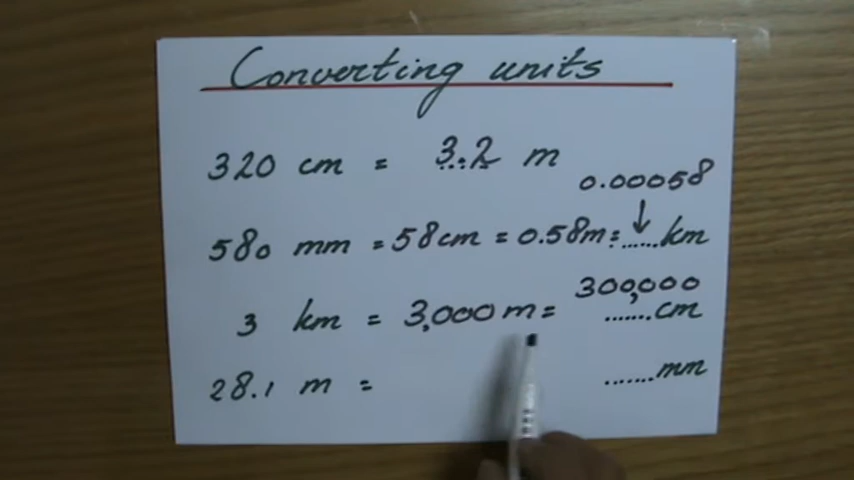 Converting units
320 cm = 3.2 m
0.00058
580 mm = 58cm = 0.58m = ......km
300,000
3 km = 3,000 m = .......cm
28.1 m = .......mm